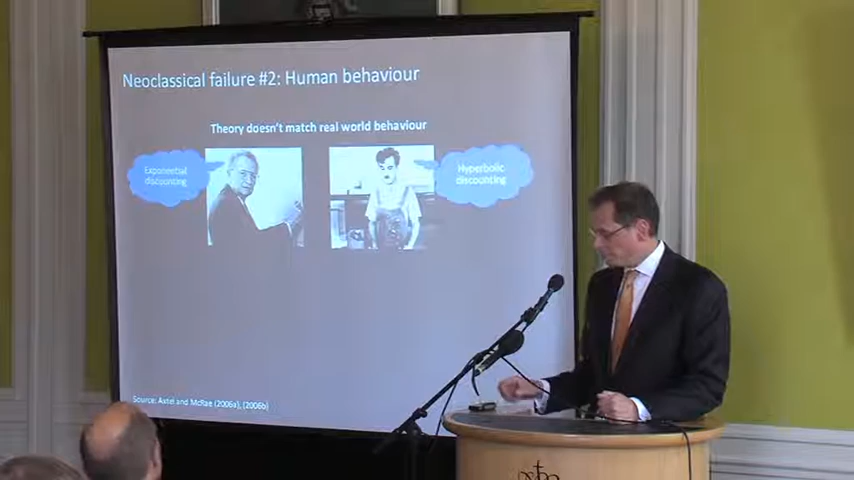 Neoclassical failure #2: Human behaviour
Theory doesn't match real world behaviour
Exponential
discounting
Hyperbolic
discounting
Source: Axtel and McRae (2006a), (2006b)